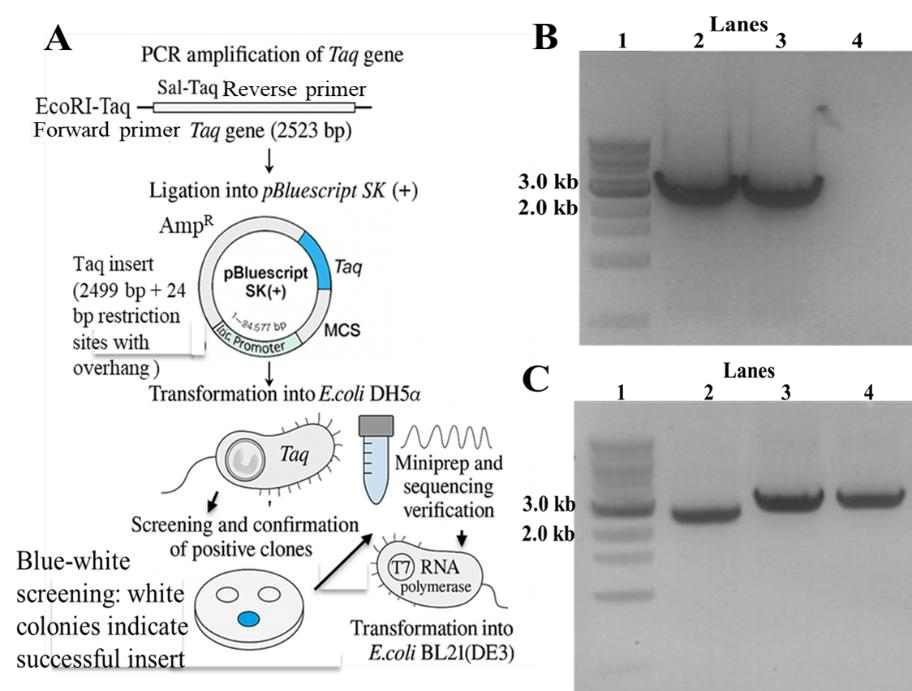 A
PCR amplification of Taq gene
Sal-Taq Reverse primer
EcoRI-Taq
Forward primer Taq gene (2523 bp)
Ligation into pBluescript SK (+)
AmpR
Taq insert
(2499 bp + 24
bp restriction
sites with
overhang )
pBluescript
SK(+)
Taq
MCS
lac Promoter
Transformation into E.coli DH5α
Taq
Miniprep and
sequencing
verification
Screening and confirmation
of positive clones
Blue-white
screening: white
colonies indicate
successful insert
T7 RNA
polymerase
Transformation into
E.coli BL21(DE3)
B
Lanes
1 2 3 4
3.0 kb
2.0 kb
C
Lanes
1 2 3 4
3.0 kb
2.0 kb